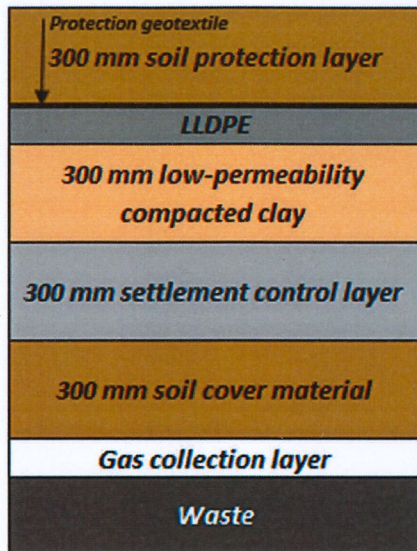 Protection geotextile
300 mm soil protection layer
LLDPE
300 mm low-permeability
compacted clay
300 mm settlement control layer
300 mm soil cover material
Gas collection layer
Waste